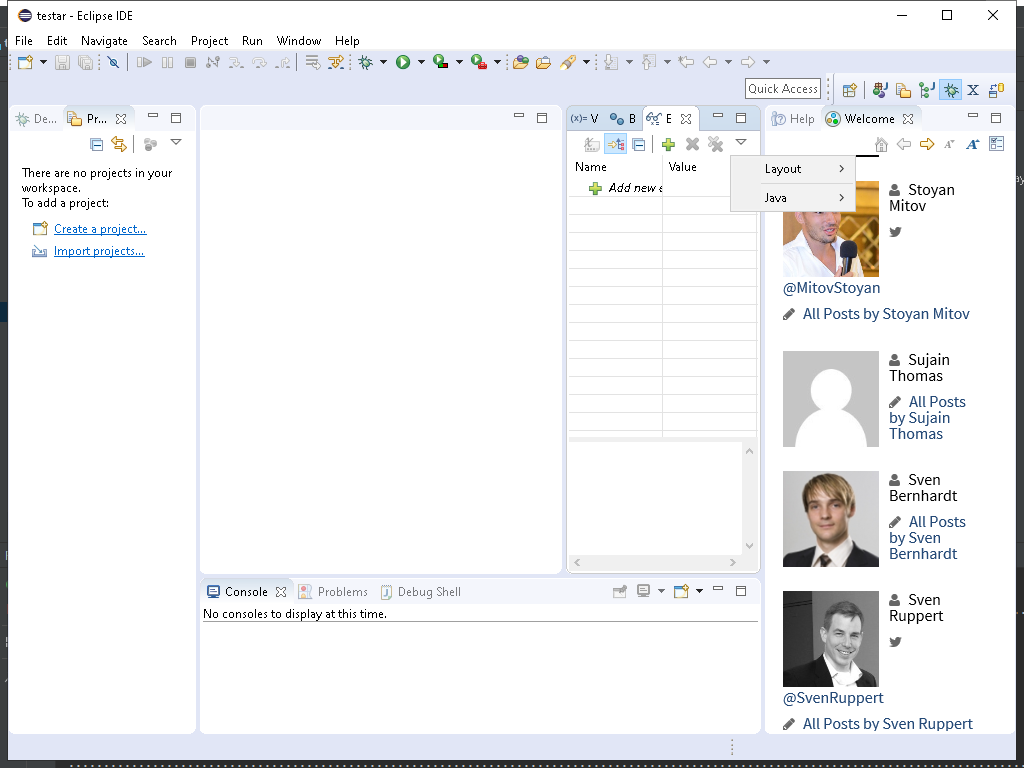 testar - Eclipse IDE
File Edit Navigate Search Project Run Window Help
Quick Access
De... Pr...
(x)= V B E
Help Welcome
There are no projects in your
workspace.
To add a project:
Create a project...
Import projects...
Name Value
Add new e
Layout
Java
Stoyan
Mitov
@MitovStoyan
All Posts by Stoyan Mitov
Sujain
Thomas
All Posts
by Sujain
Thomas
Sven
Bernhardt
All Posts
by Sven
Bernhardt
Sven
Ruppert
@SvenRuppert
All Posts by Sven Ruppert
Console Problems Debug Shell
No consoles to display at this time.